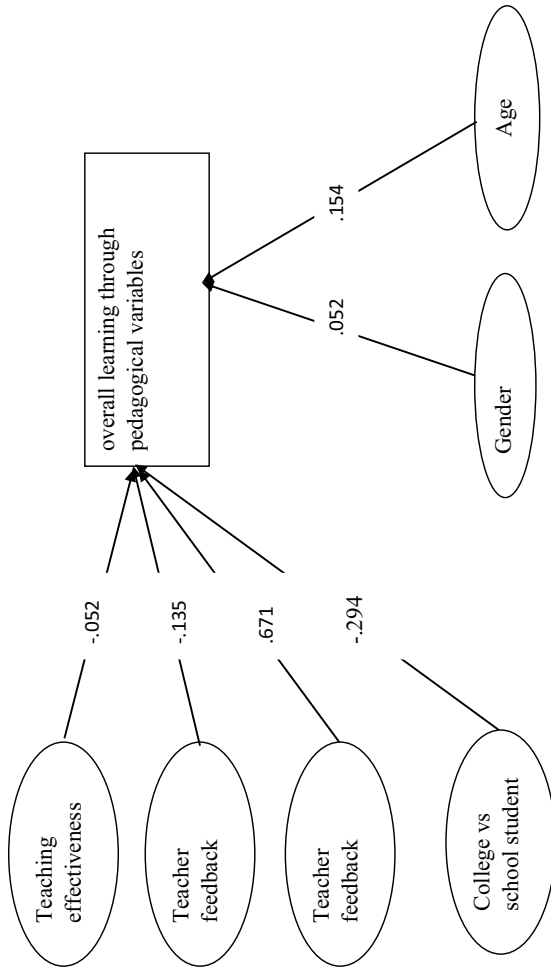 Teaching
effectiveness
Teacher
feedback
Teacher
feedback
College vs
school student
-.052
-.135
.671
-.294
overall learning through
pedagogical variables
.052
.154
Gender
Age